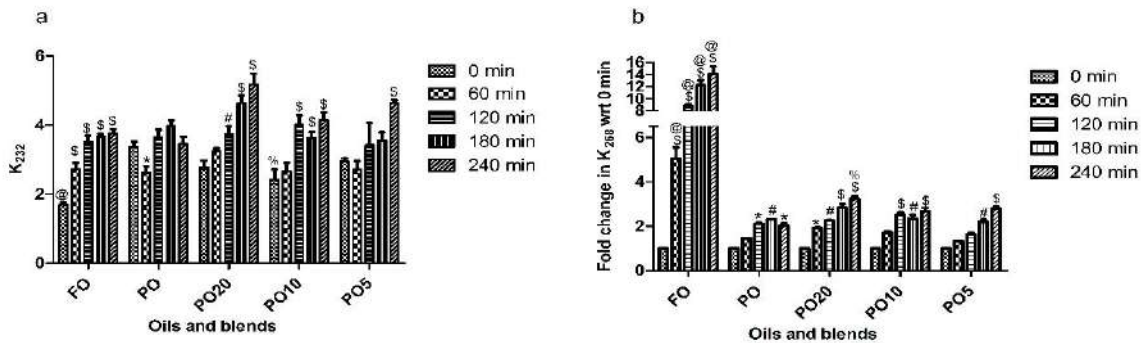 a
K232
6
4
2
0
@
$
$
$
$
*
#
$
$
%
$
$
$
$
FO
PO
PO20
PO10
PO5
Oils and blends
0 min
60 min
120 min
180 min
240 min
b
Fold change in K268 wrt 0 min
16
14
12
10
8
6
4
2
0
@
$
@
$
@
$
@
$
*
#
*
*
#
$
%
$
$
#
$
#
$
FO
PO
PO20
PO10
PO5
Oils and blends
0 min
60 min
120 min
180 min
240 min